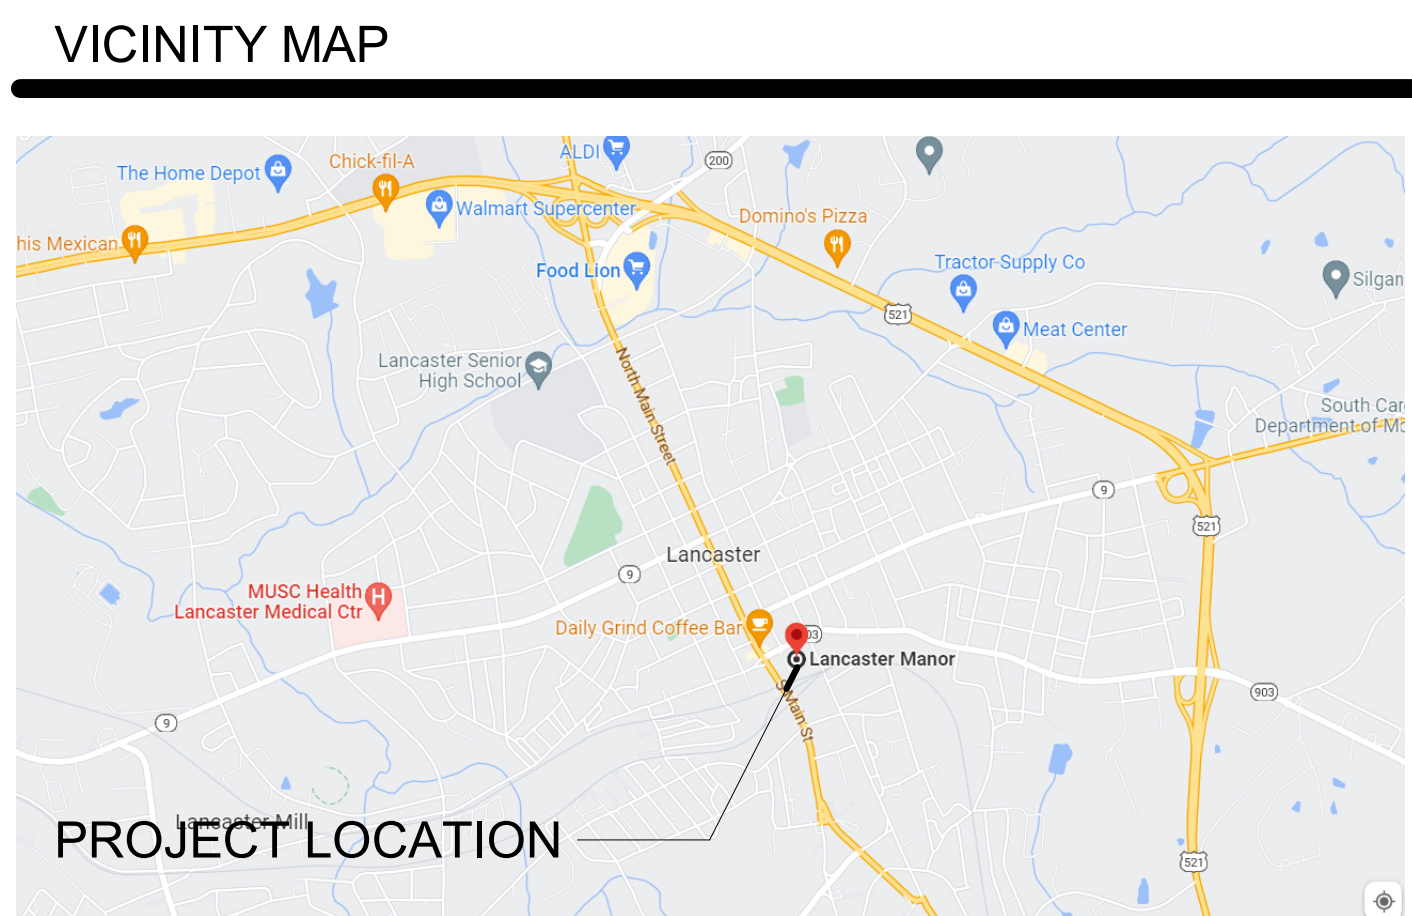 VICINITY MAP
ALDI
200
Chick-fil-A
The Home Depot
Walmart Supercenter
Domino's Pizza
his Mexican
Food Lion
Tractor Supply Co
Silgan
521
Meat Center
Lancaster Senior
High School
North Main Street
South Car
Department of Mo
9
521
Lancaster
9
MUSC Health
Lancaster Medical Ctr
Daily Grind Coffee Bar
03
Lancaster Manor
S Main St
903
9
Lancaster Mill
PROJECT LOCATION
521